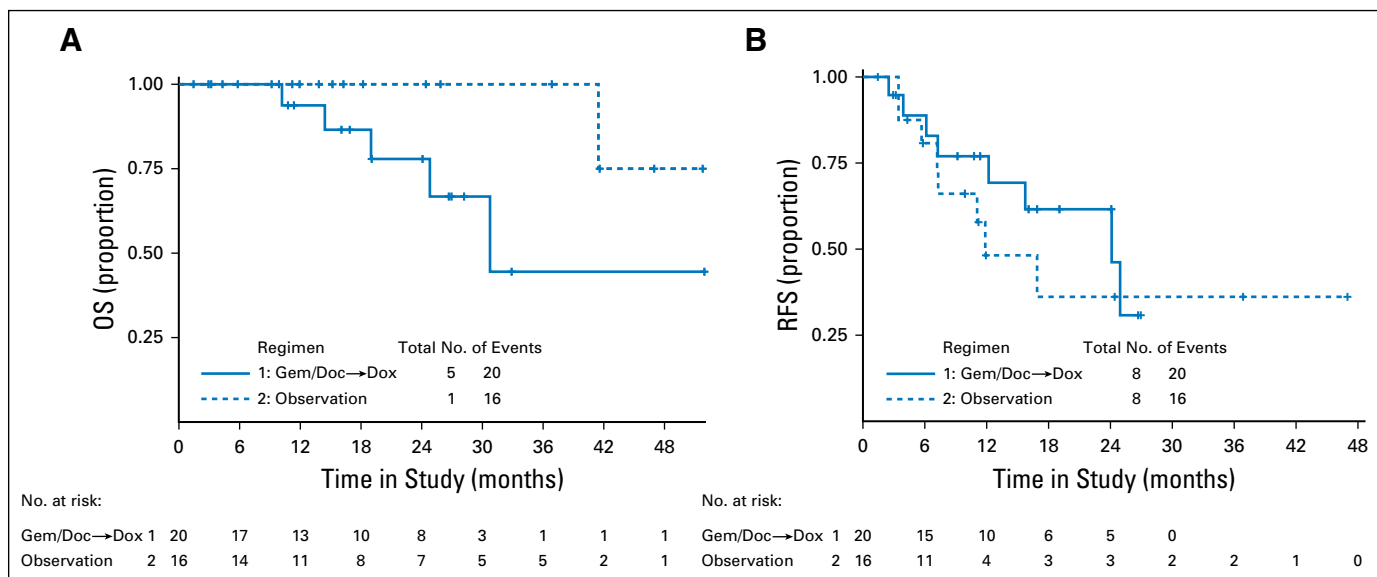 A
OS (proportion)
1.00
0.75
0.50
0.25
Regimen Total No. of Events
1: Gem/Doc→Dox 5 20
2: Observation 1 16
0 6 12 18 24 30 36 42 48
Time in Study (months)
No. at risk:
Gem/Doc→Dox 1 20 17 13 10 8 3 1 1 1
Observation 2 16 14 11 8 7 5 5 2 1
B
RFS (proportion)
1.00
0.75
0.50
0.25
Regimen Total No. of Events
1: Gem/Doc→Dox 8 20
2: Observation 8 16
0 6 12 18 24 30 36 42 48
Time in Study (months)
No. at risk:
Gem/Doc→Dox 1 20 15 10 6 5 0
Observation 2 16 11 4 3 3 2 2 1 0